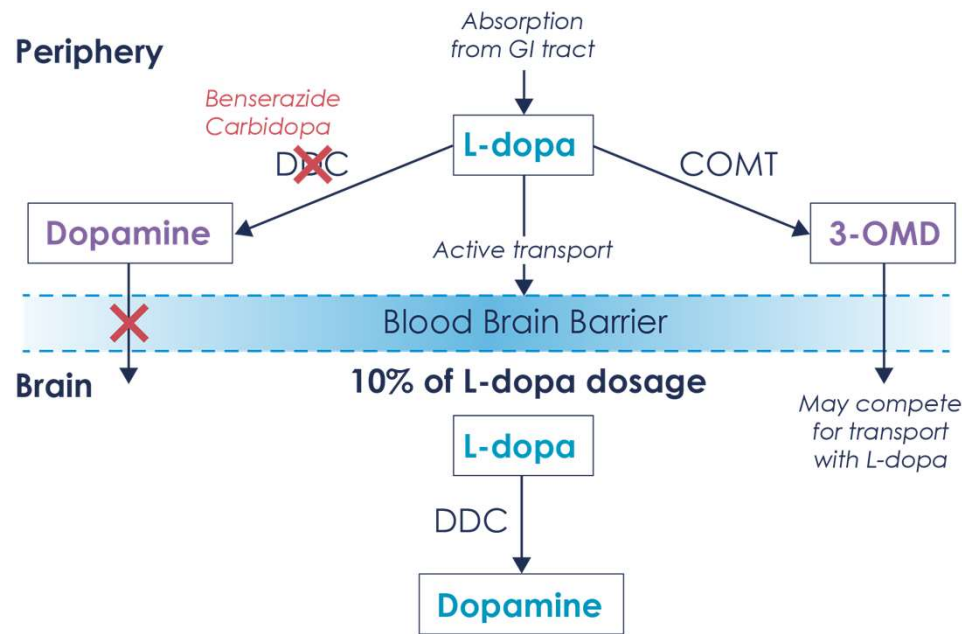 Periphery
Absorption
from GI tract
Benserazide
Carbidopa
DDC
L-dopa
COMT
Dopamine
3-OMD
Active transport
Blood Brain Barrier
Brain
10% of L-dopa dosage
May compete
for transport
with L-dopa
L-dopa
DDC
Dopamine